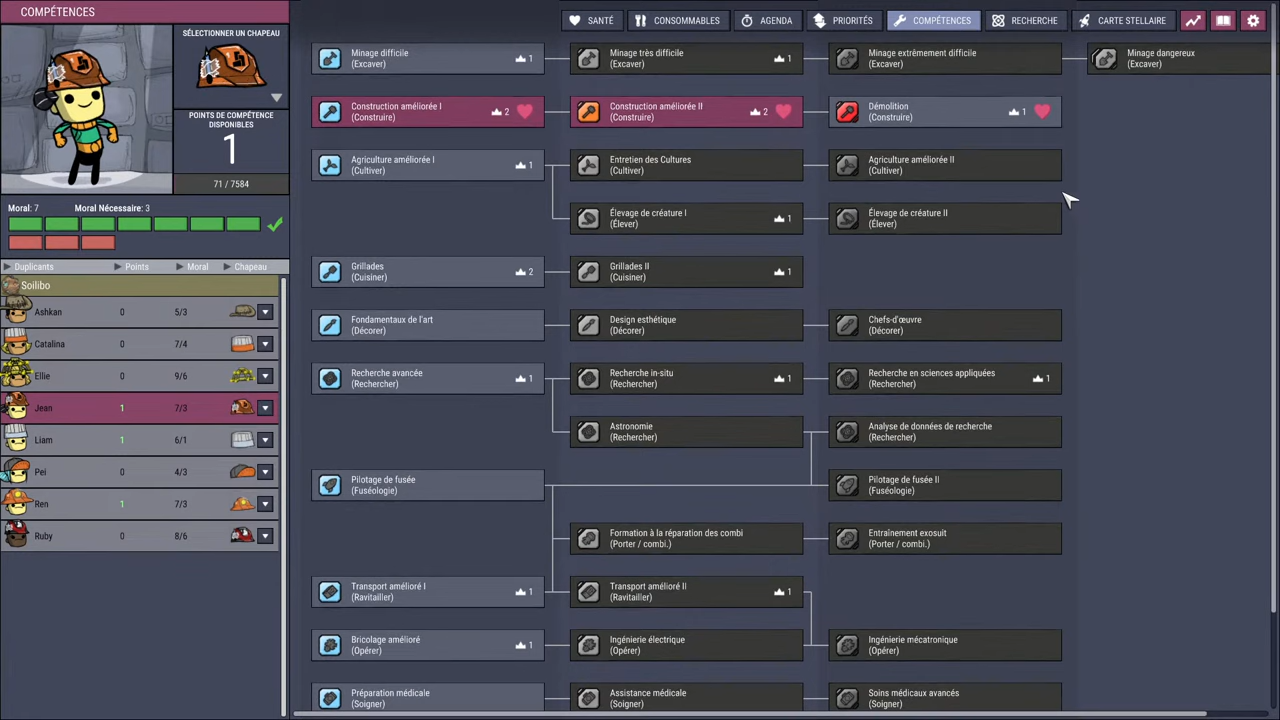 COMPÉTENCES
SANTÉ
CONSOMMABLES
AGENDA
PRIORITÉS
COMPÉTENCES
RECHERCHE
CARTE STELLAIRE
SÉLECTIONNER UN CHAPEAU
POINTS DE COMPÉTENCE
DISPONIBLES
1
71 / 7584
Moral: 7
Moral Nécessaire: 3
Duplicants
Points
Moral
Chapeau
Soilibo
Ashkan 0 5/3
Catalina 0 7/4
Ellie 0 9/6
Jean 1 7/3
Liam 1 6/1
Pei 0 4/3
Ren 1 7/3
Ruby 0 8/6
Minage difficile
(Excaver)
1
Minage très difficile
(Excaver)
1
Minage extrêmement difficile
(Excaver)
Minage dangereux
(Excaver)
Construction améliorée I
(Construire)
2
Construction améliorée II
(Construire)
2
Démolition
(Construire)
1
Agriculture améliorée I
(Cultiver)
1
Entretien des Cultures
(Cultiver)
Agriculture améliorée II
(Cultiver)
Élevage de créature I
(Élever)
1
Élevage de créature II
(Élever)
Grillades
(Cuisiner)
2
Grillades II
(Cuisiner)
1
Fondamentaux de l'art
(Décorer)
Design esthétique
(Décorer)
Chefs-d'œuvre
(Décorer)
Recherche avancée
(Rechercher)
1
Recherche in-situ
(Rechercher)
1
Recherche en sciences appliquées
(Rechercher)
1
Astronomie
(Rechercher)
Analyse de données de recherche
(Rechercher)
Pilotage de fusée
(Fuséologie)
Pilotage de fusée II
(Fuséologie)
Formation à la réparation des combi
(Porter / combi.)
Entraînement exosuit
(Porter / combi.)
Transport amélioré I
(Ravitailler)
1
Transport amélioré II
(Ravitailler)
1
Bricolage amélioré
(Opérer)
1
Ingénierie électrique
(Opérer)
Ingénierie mécatronique
(Opérer)
Préparation médicale
(Soigner)
Assistance médicale
(Soigner)
Soins médicaux avancés
(Soigner)